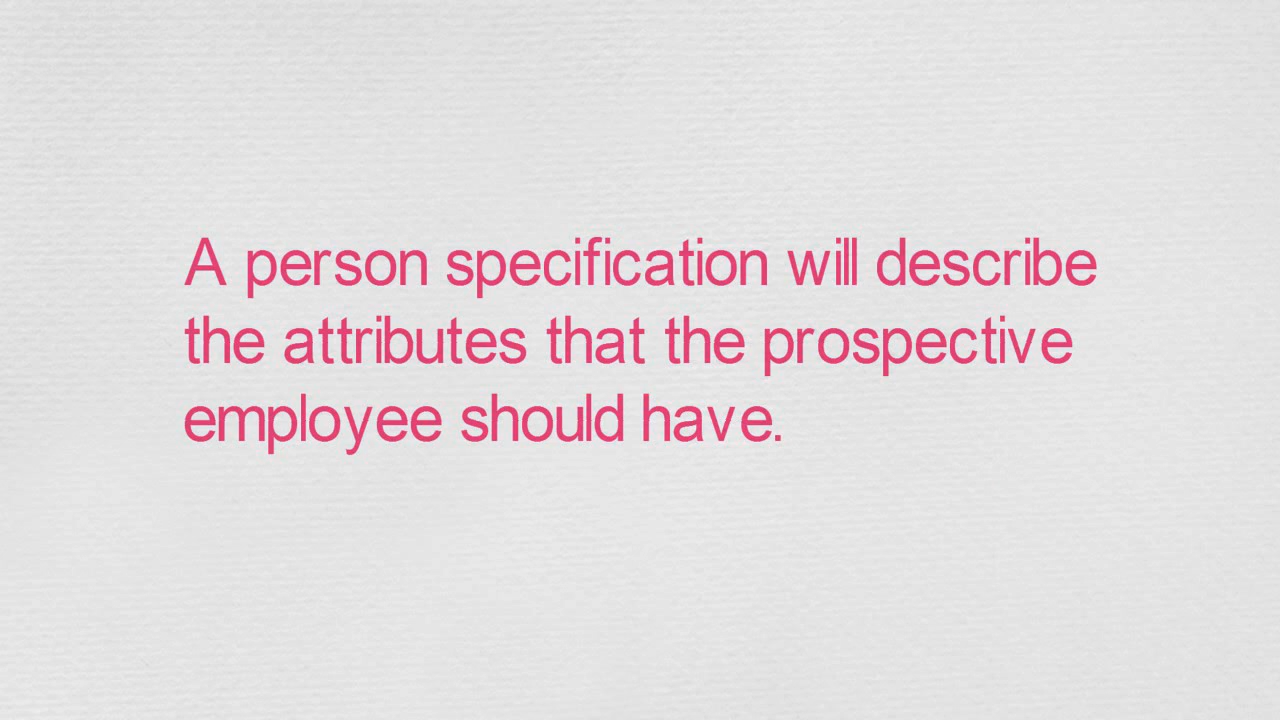 A person specification will describe
the attributes that the prospective
employee should have.